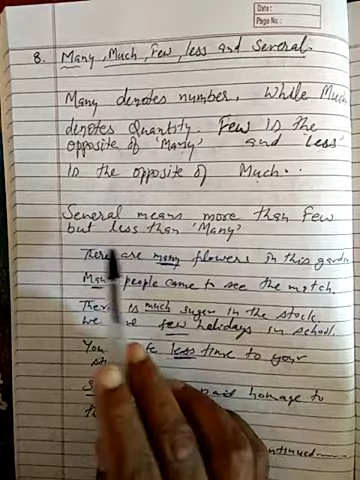 Date:
Page No.:
8. Many, Much, Few, less and Several.
Many denotes number, While Much
denotes Quantity. Few is the
opposite of 'Many' and less'
is the opposite of Much..
Several means more than Few
but less than 'Many'
There are many flowers in this garden
Many people came to see the match.
There is much sugar in the stock
We few holidays in school.
You less time to your
paid homage to
ntinued